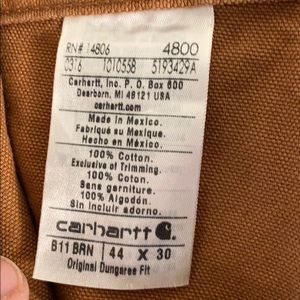 RN# 14806 4800
0316 1010558 5193429A
Carhartt, Inc. P.O. Box 600
Dearborn, MI 48121 USA
carhartt.com
Made in Mexico.
Fabriqué au Mexique.
Hecho en México.
100% Cotton.
Exclusive of Trimming.
100% Coton.
Sans garniture.
100% Algodón.
Sin incluir adornos.
carhartt
B11 BRN 44 X 30
Original Dungaree Fit